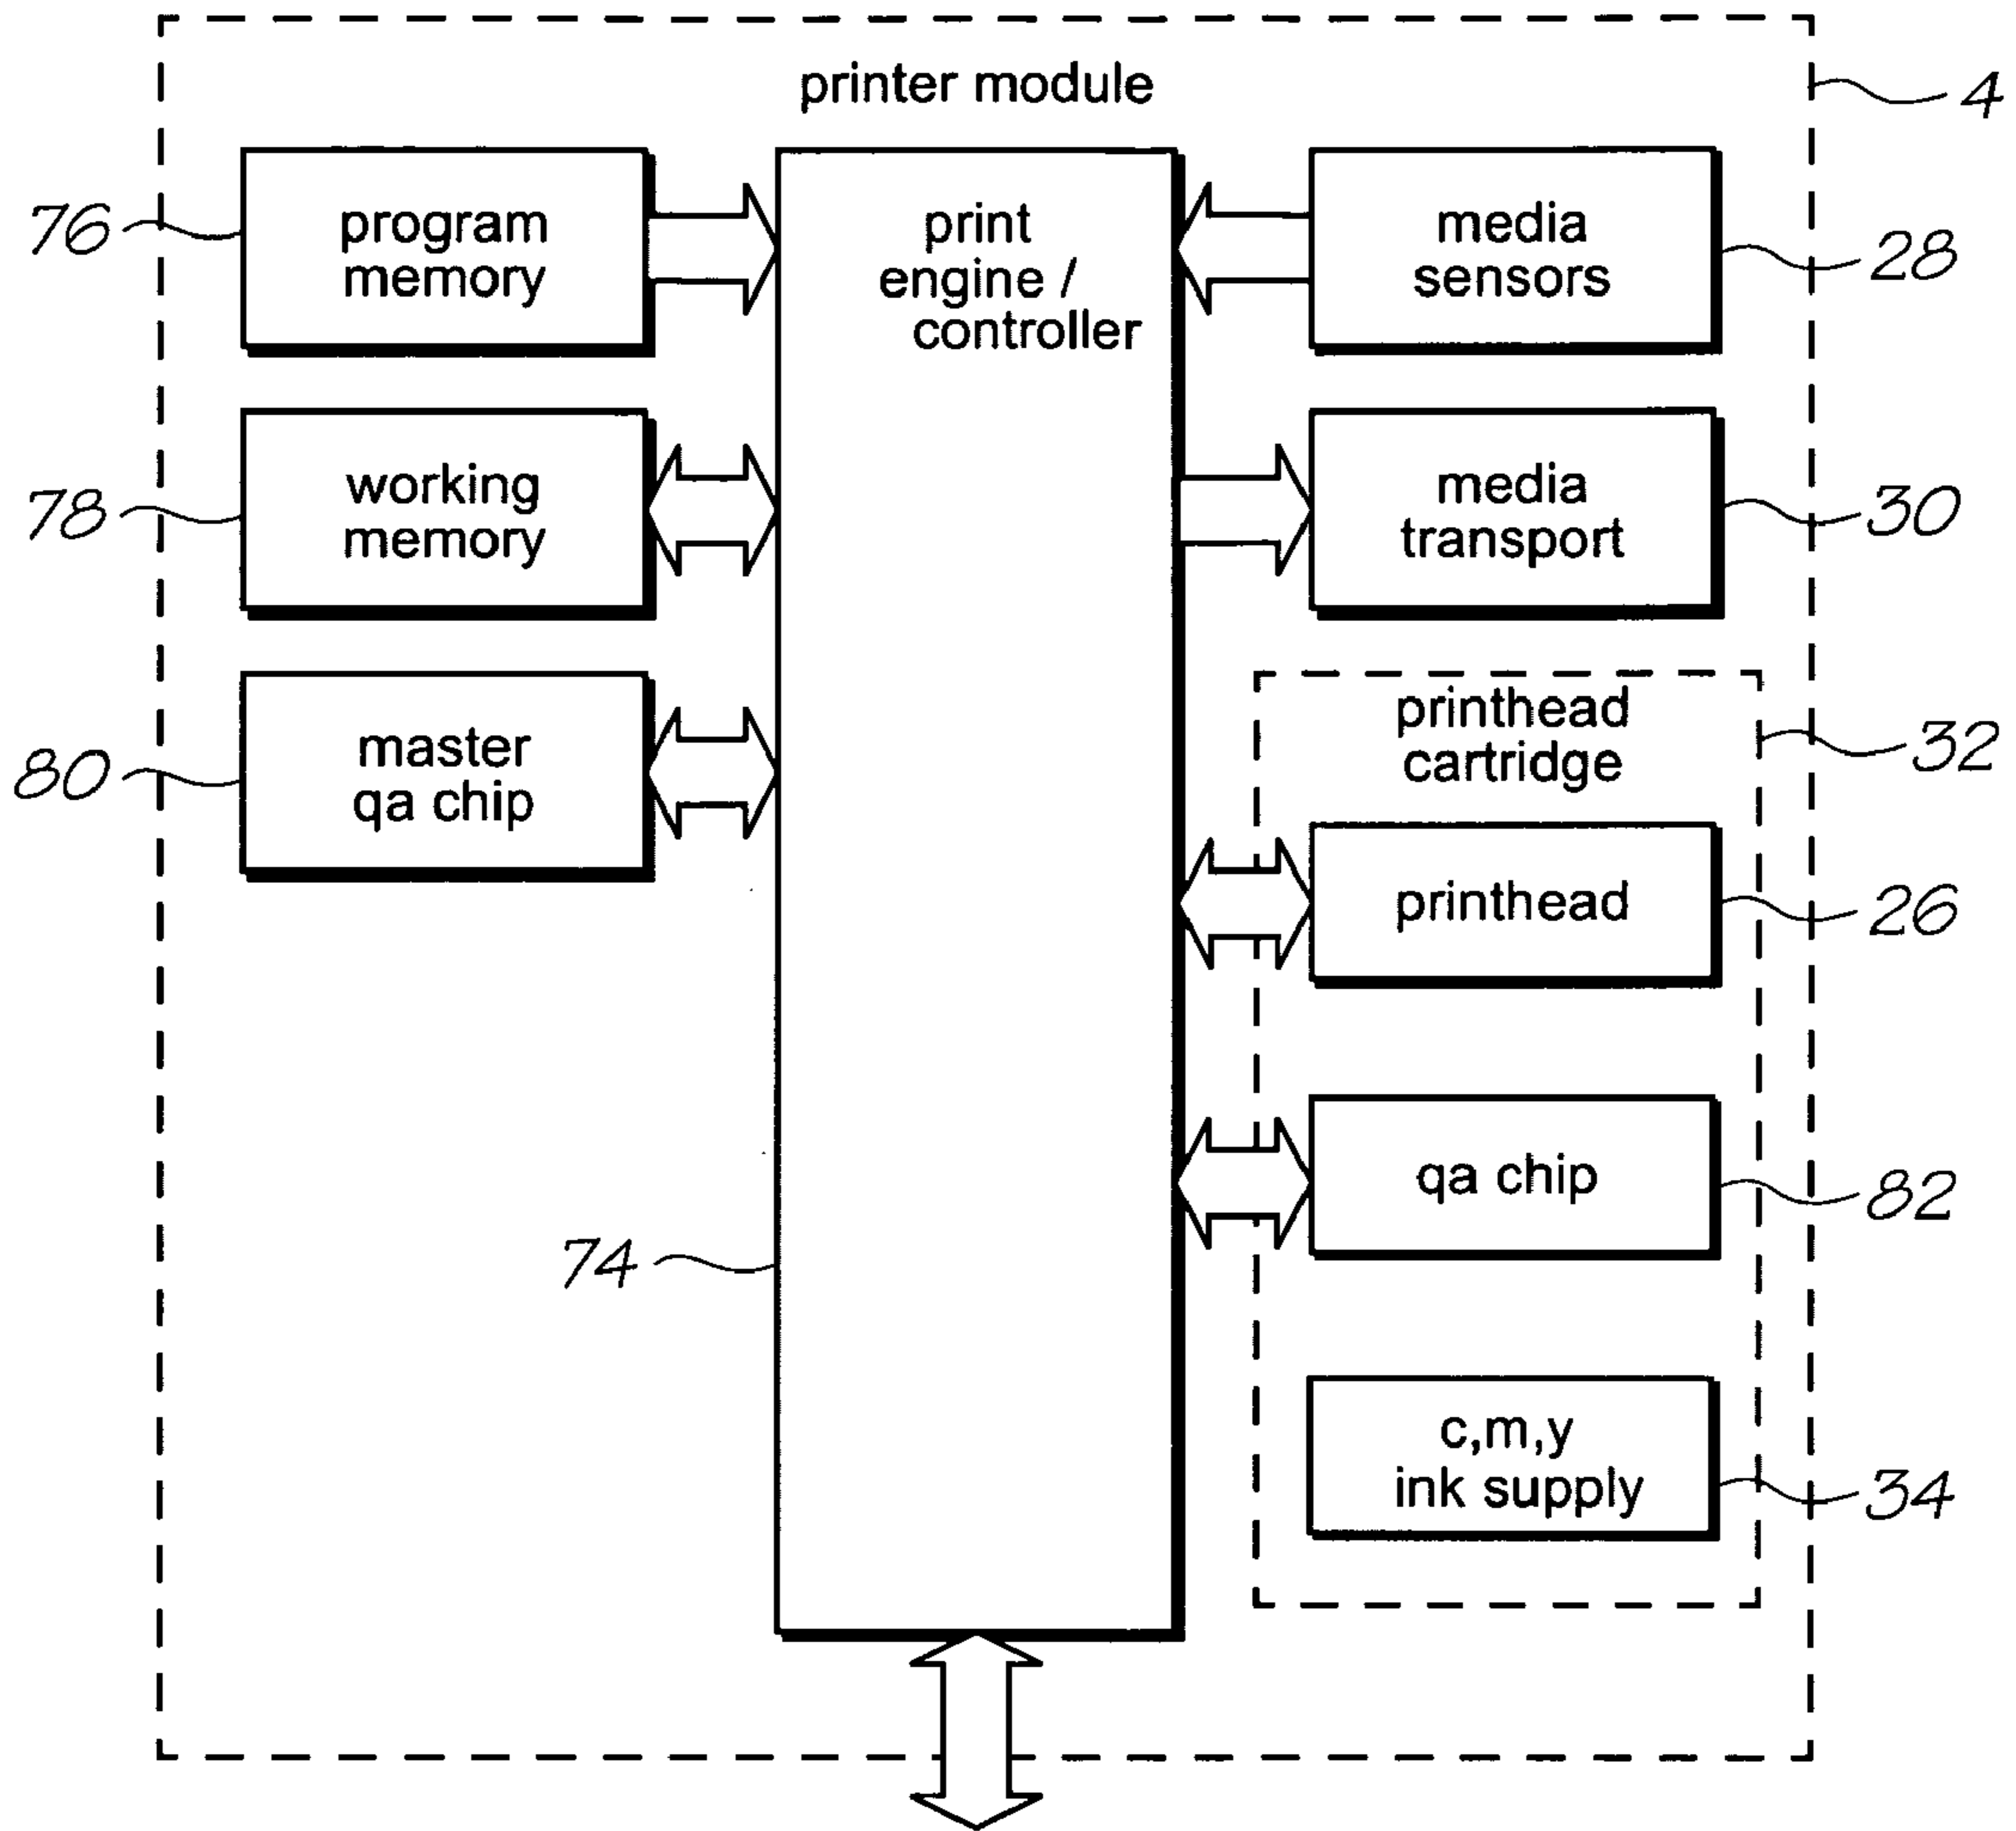 printer module
4
76
program
memory
print
engine /
controller
media
sensors
28
78
working
memory
media
transport
30
80
master
qa chip
printhead
cartridge
32
printhead
26
qa chip
82
74
c,m,y
ink supply
34